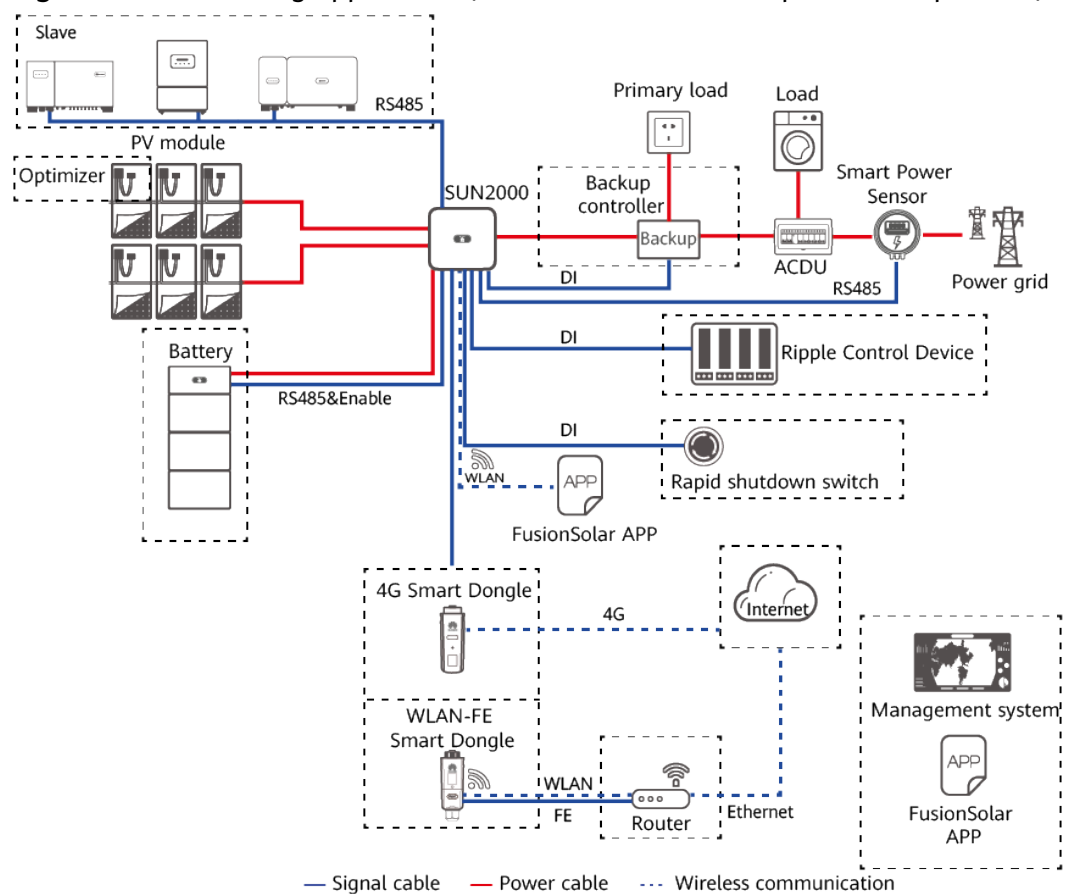 Slave
RS485
PV module
Optimizer
SUN2000
Primary load
Load
Backup
controller
Smart Power
Sensor
Backup
ACDU
Power grid
DI
RS485
DI
Ripple Control Device
Battery
RS485&Enable
DI
Rapid shutdown switch
WLAN
APP
FusionSolar APP
4G Smart Dongle
4G
Internet
Management system
WLAN-FE
Smart Dongle
WLAN
FE
Router
Ethernet
APP
FusionSolar
APP
Signal cable
Power cable
Wireless communication